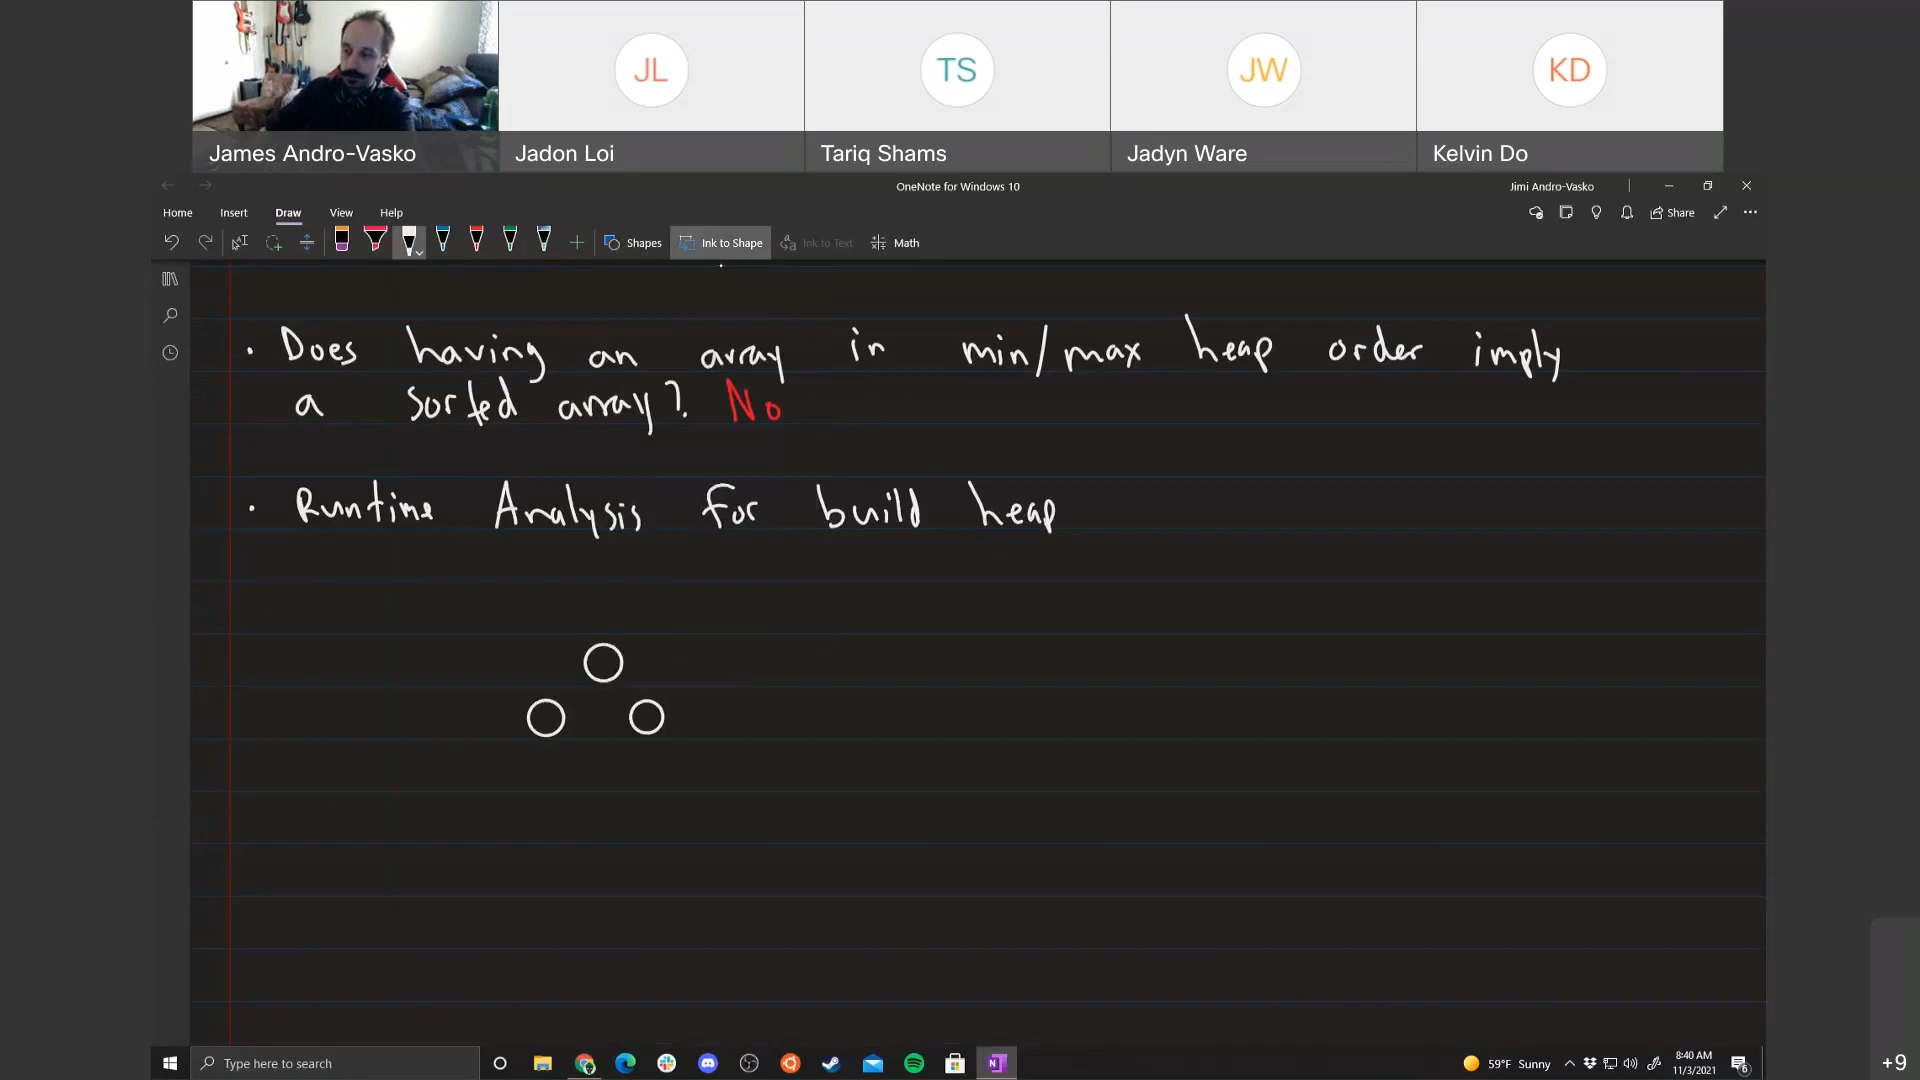 JL
TS
JW
KD
James Andro-Vasko
Jadon Loi
Tariq Shams
Jadyn Ware
Kelvin Do
OneNote for Windows 10
Jimi Andro-Vasko
Home
Insert
Draw
View
Help
Share
Shapes
Ink to Shape
Ink to Text
Math
• Does having an array in min/max heap order imply
a sorted array? No
• Runtime Analysis for build heap
Type here to search
59°F Sunny
8:40 AM
11/3/2021
6
+9